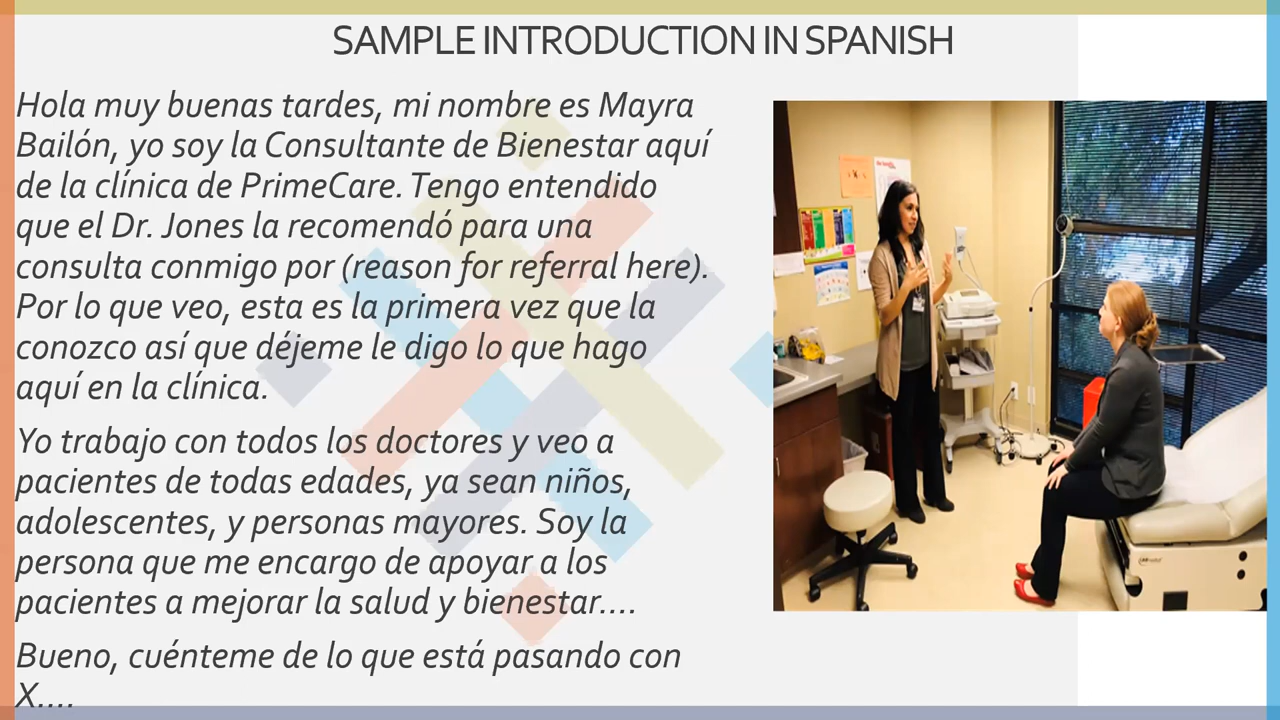 SAMPLE INTRODUCTION IN SPANISH
Hola muy buenas tardes, mi nombre es Mayra
Bailón, yo soy la Consultante de Bienestar aquí
de la clínica de PrimeCare. Tengo entendido
que el Dr. Jones la recomendó para una
consulta conmigo por (reason for referral here).
Por lo que veo, esta es la primera vez que la
conozco así que déjeme le digo lo que hago
aquí en la clínica.
Yo trabajo con todos los doctores y veo a
pacientes de todas edades, ya sean niños,
adolescentes, y personas mayores. Soy la
persona que me encargo de apoyar a los
pacientes a mejorar la salud y bienestar....
Bueno, cuénteme de lo que está pasando con
X....